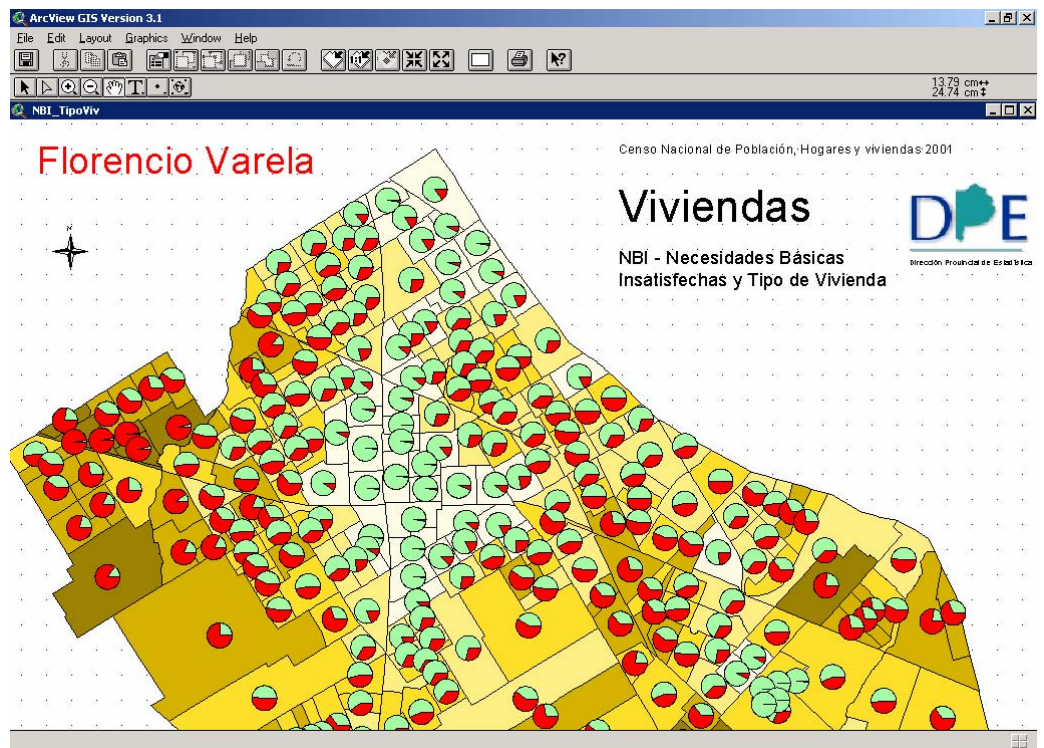 ArcView GIS Version 3.1
File Edit Layout Graphics Window Help
13.79 cm
24.74 cm
NBI_TipoViv
Florencio Varela
Censo Nacional de Población, Hogares y viviendas 2001
Viviendas
DPE
NBI - Necesidades Básicas
Insatisfechas y Tipo de Vivienda
Dirección Provincial de Estadística
N